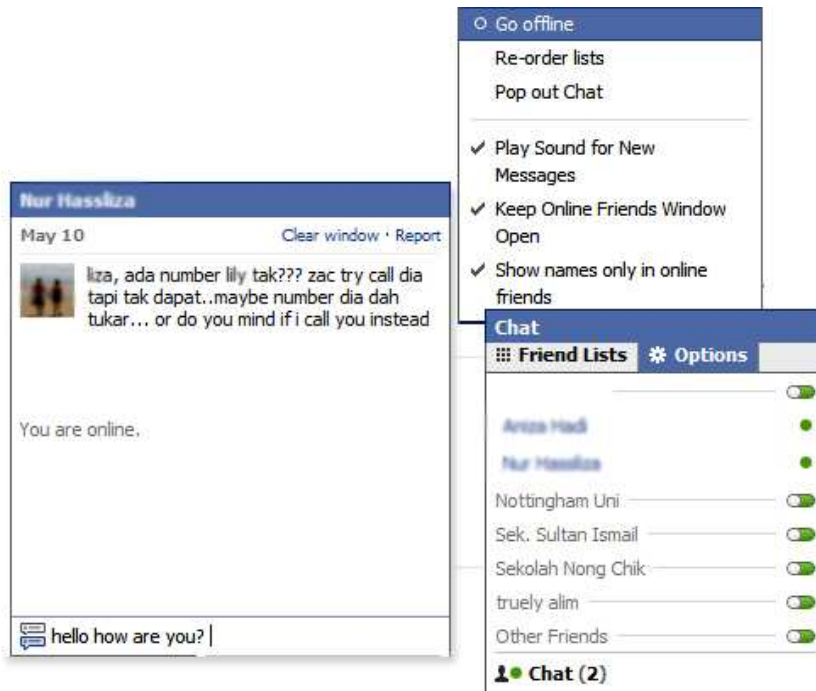 Go offline
Re-order lists
Pop out Chat
Play Sound for New
Messages
Keep Online Friends Window
Open
Show names only in online
friends
Nur Hassliza
May 10
Clear window · Report
liza, ada number lily tak??? zac try call dia
tapi tak dapat..maybe number dia dah
tukar... or do you mind if i call you instead
You are online.
hello how are you?
Chat
Friend Lists
Options
Nottingham Uni
Sek. Sultan Ismail
Sekolah Nong Chik
truely alim
Other Friends
Chat (2)